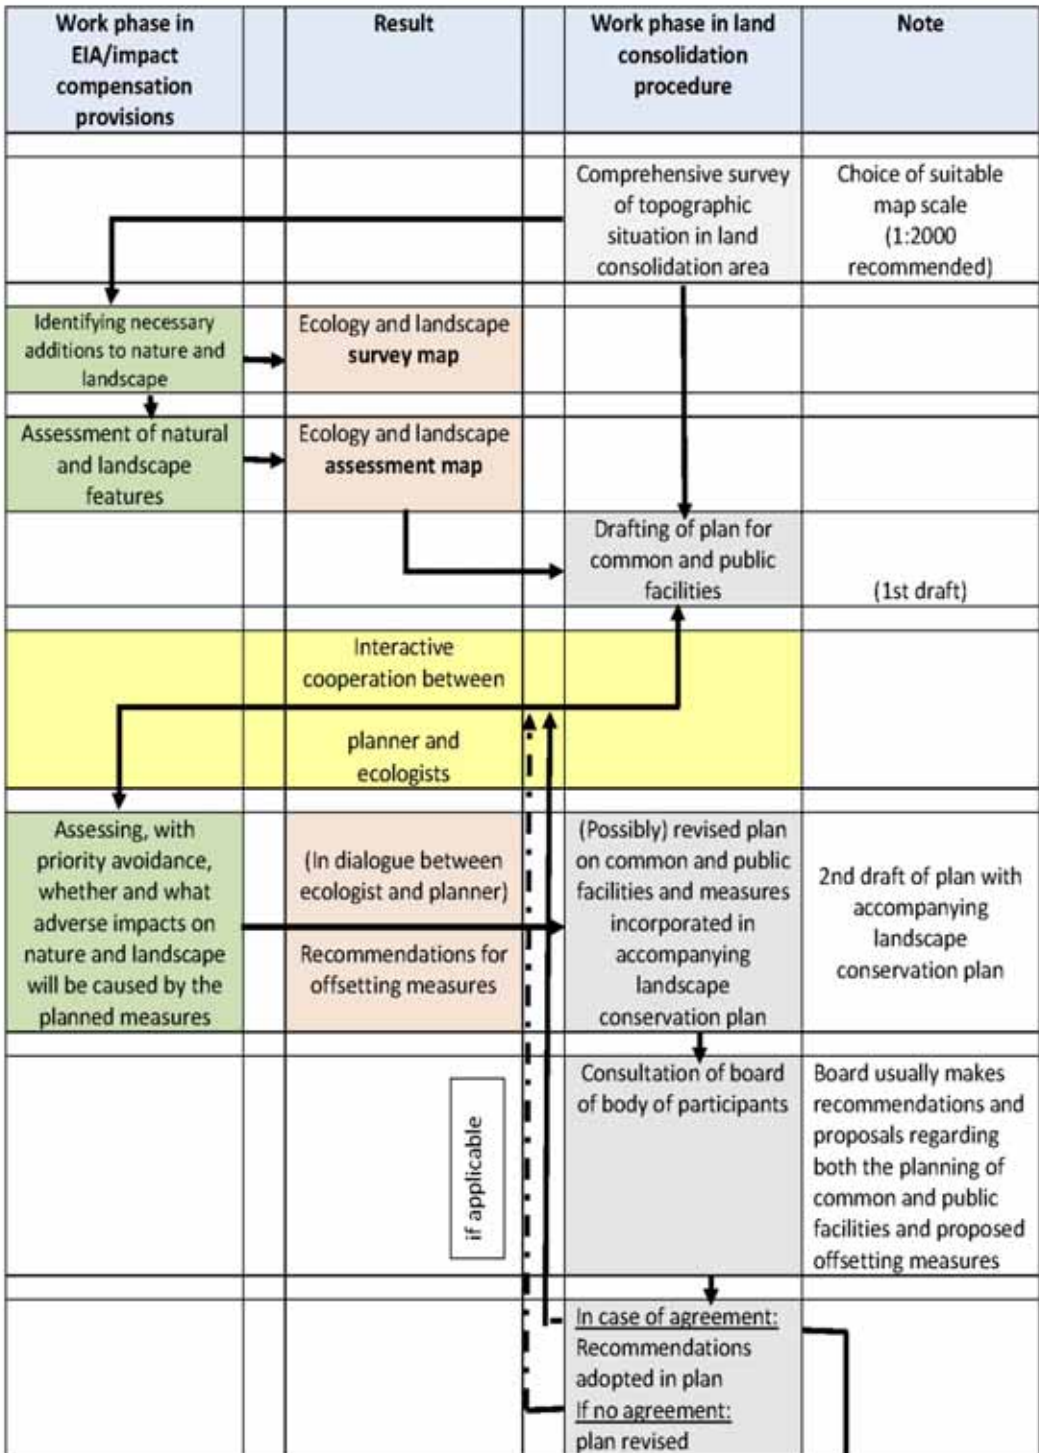 Work phase in
EIA/impact
compensation
provisions
Result
Work phase in land
consolidation
procedure
Note
Comprehensive survey
of topographic
situation in land
consolidation area
Choice of suitable
map scale
(1:2000
recommended)
Identifying necessary
additions to nature and
landscape
Ecology and landscape
survey map
Assessment of natural
and landscape
features
Ecology and landscape
assessment map
Drafting of plan for
common and public
facilities
(1st draft)
Interactive
cooperation between
planner and
ecologists
Assessing, with
priority avoidance,
whether and what
adverse impacts on
nature and landscape
will be caused by the
planned measures
(In dialogue between
ecologist and planner)
Recommendations for
offsetting measures
(Possibly) revised plan
on common and public
facilities and measures
incorporated in
accompanying
landscape
conservation plan
2nd draft of plan with
accompanying
landscape
conservation plan
if applicable
Consultation of board
of body of participants
Board usually makes
recommendations and
proposals regarding
both the planning of
common and public
facilities and proposed
offsetting measures
In case of agreement:
Recommendations
adopted in plan
If no agreement:
plan revised